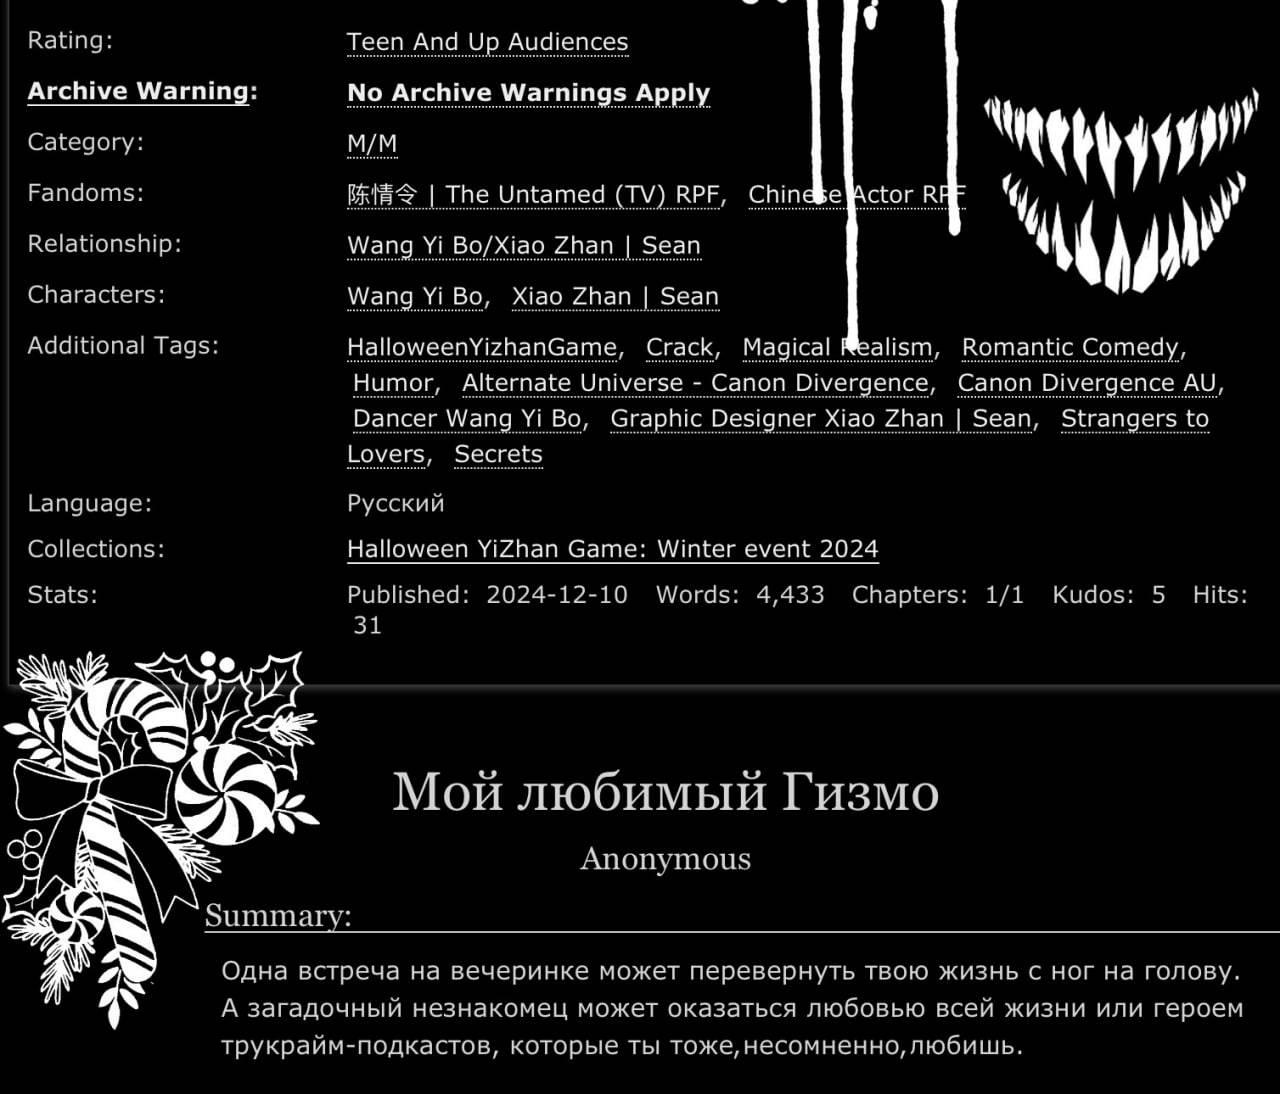 Rating: Teen And Up Audiences
Archive Warning: No Archive Warnings Apply
Category: M/M
Fandoms: 陈情令 | The Untamed (TV) RPF, Chinese Actor RPF
Relationship: Wang Yi Bo/Xiao Zhan | Sean
Characters: Wang Yi Bo, Xiao Zhan | Sean
Additional Tags: HalloweenYizhanGame, Crack, Magical Realism, Romantic Comedy,
Humor, Alternate Universe - Canon Divergence, Canon Divergence AU,
Dancer Wang Yi Bo, Graphic Designer Xiao Zhan | Sean, Strangers to
Lovers, Secrets
Language: Русский
Collections: Halloween YiZhan Game: Winter event 2024
Stats: Published: 2024-12-10 Words: 4,433 Chapters: 1/1 Kudos: 5 Hits:
31
Мой любимый Гизмо
Anonymous
Summary:
Одна встреча на вечеринке может перевернуть твою жизнь с ног на голову.
А загадочный незнакомец может оказаться любовью всей жизни или героем
трукрайм-подкастов, которые ты тоже,несомненно,любишь.